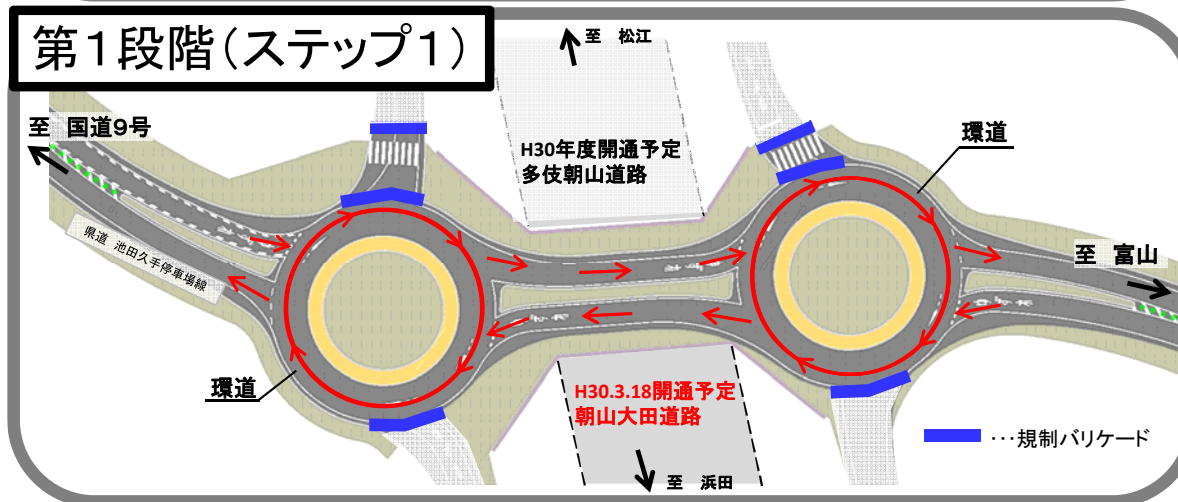 第1段階(ステップ1)
至 松江
至 国道9号
H30年度開通予定
多伎朝山道路
環道
県道 池田久手停車場線
至 富山
環道
H30.3.18開通予定
朝山大田道路
…規制バリケード
至 浜田